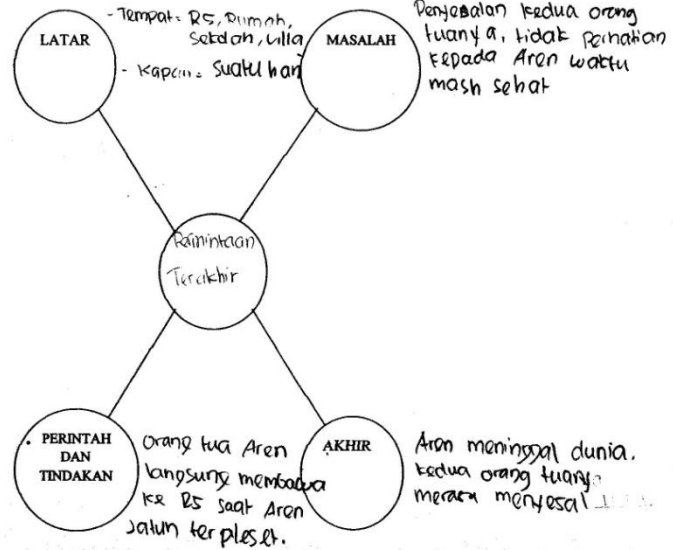 LATAR
- Tempat: RS, Rumah,
Sekolah, villa
- Kapan: suatu hari
MASALAH
Penyesalan kedua orang
tuanya, tidak perhatian
kepada Aren waktu
mash sehat
Permintaan
Terakhir
PERINTAH
DAN
TINDAKAN
Orang tua Aren
langsung membawa
ke RS saat Aren
jatuh terpleset.
AKHIR
Aren meninggal dunia.
kedua orang tuanya
merasa menyesal